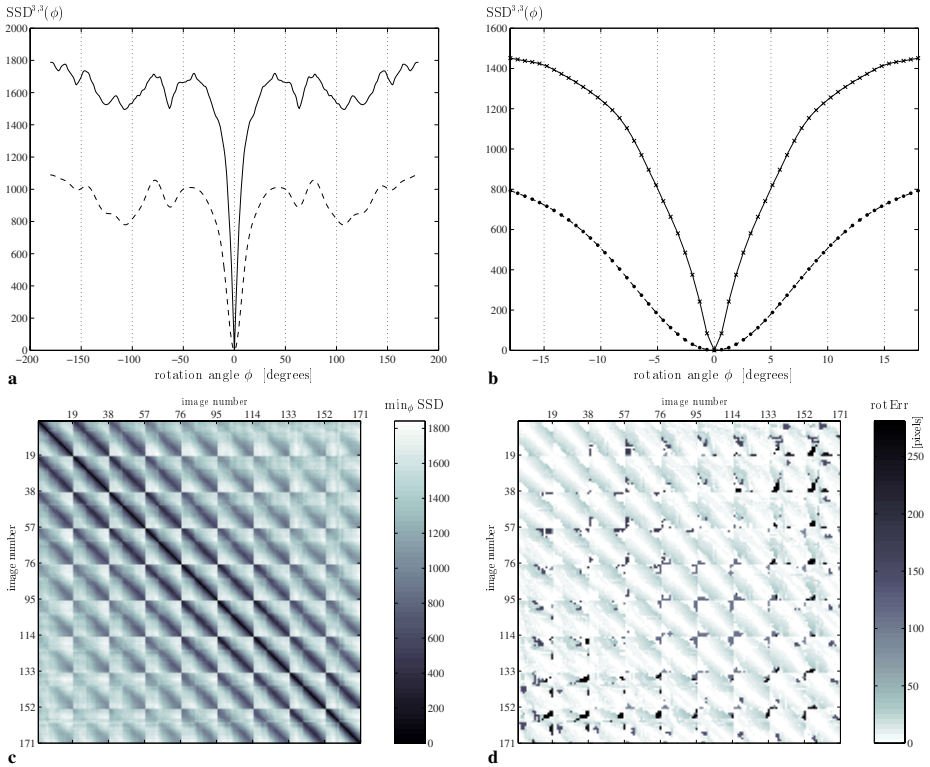 SSD^{3,3}(ϕ)
2000
1800
1600
1400
1200
1000
800
600
400
200
0
−200 −150 −100 −50 0 50 100 150 200
rotation angle ϕ [degrees]
a
SSD^{3,3}(ϕ)
1600
1400
1200
1000
800
600
400
200
0
−15 −10 −5 0 5 10 15
rotation angle ϕ [degrees]
b
image number
19 38 57 76 95 114 133 152 171
19
38
57
76
95
114
133
152
171
image number
min_ϕ SSD
1600
1400
1200
1000
800
600
400
200
0
c
image number
19 38 57 76 95 114 133 152 171
19
38
57
76
95
114
133
152
171
image number
rotErr
[pixels]
250
200
150
100
50
0
d